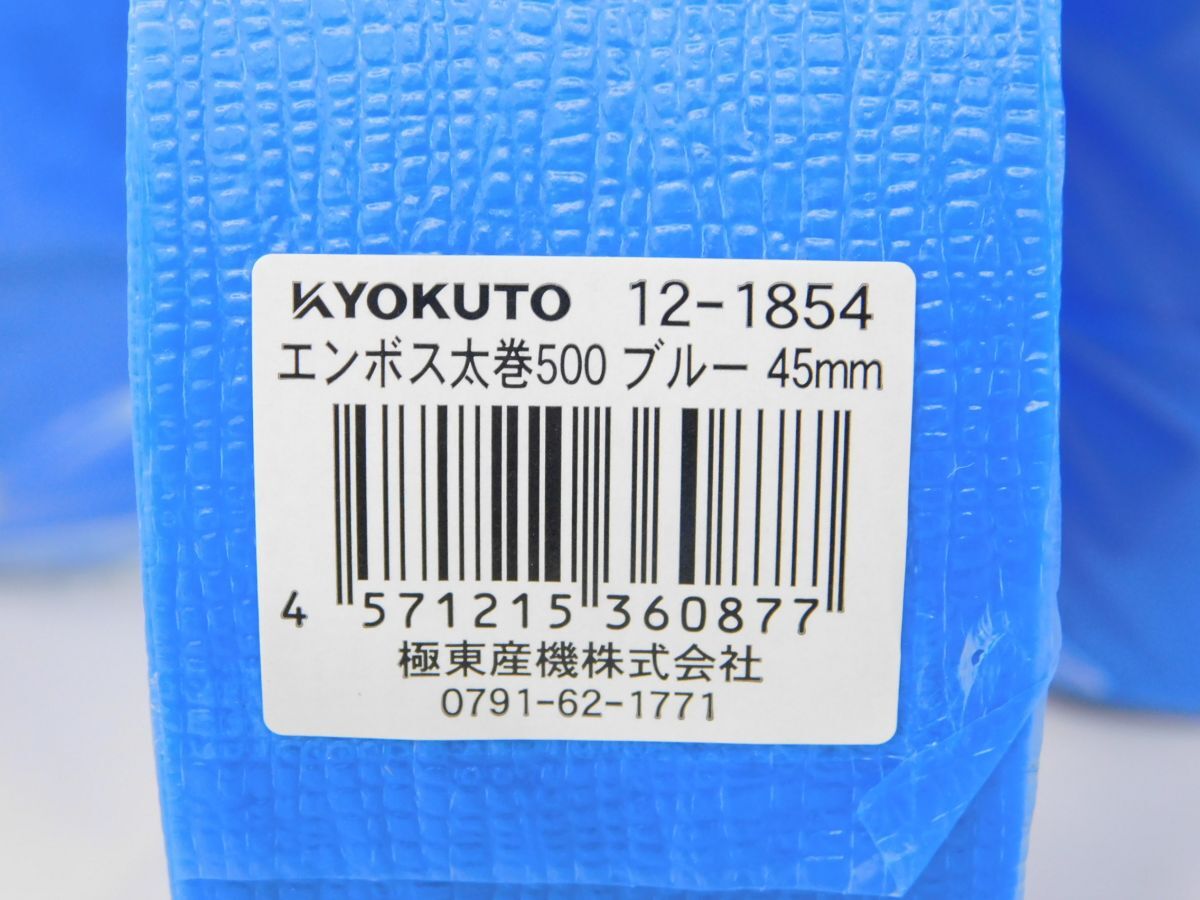 KYOKUTO 12-1854
エンボス太巻500 ブルー 45mm
4 571215 360877
極東産機株式会社
0791-62-1771